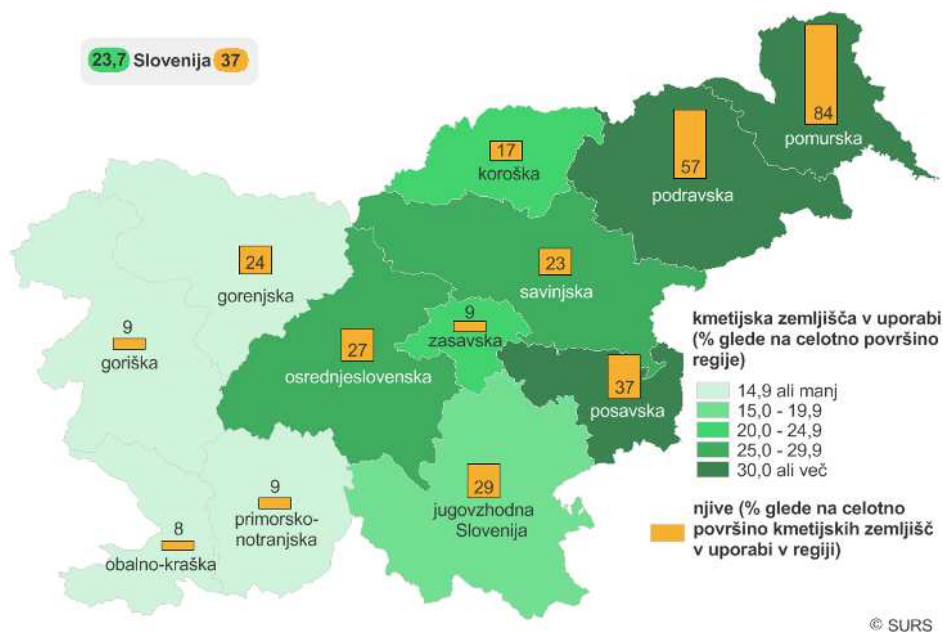 23,7 Slovenija 37
84
pomurska
17
koroška
57
podravska
24
gorenjska
23
savinjska
9
goriška
9
zasavska
27
osrednjeslovenska
37
posavska
9
primorsko-
notranjska
29
jugovzhodna
Slovenija
8
obalno-kraška
kmetijska zemljišča v uporabi
(% glede na celotno površino
regije)
14,9 ali manj
15,0 - 19,9
20,0 - 24,9
25,0 - 29,9
30,0 ali več
njive (% glede na celotno
površino kmetijskih zemljišč
v uporabi v regiji)
© SURS